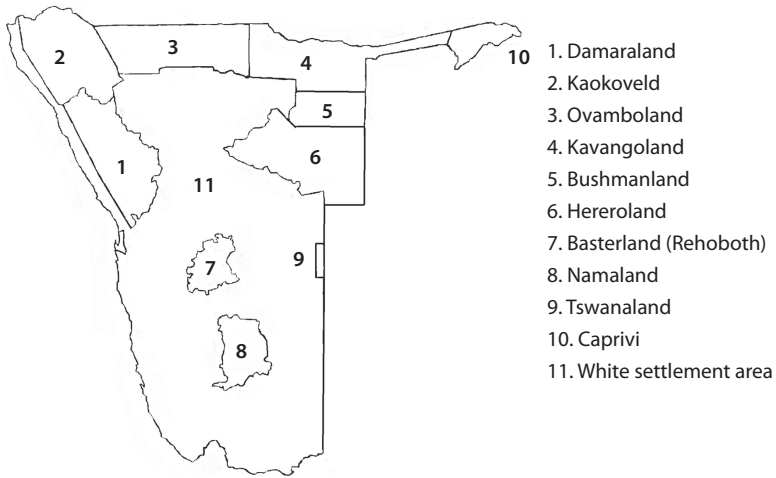 2
3
4
10
5
1
6
11
9
7
8
1. Damaraland
2. Kaokoveld
3. Ovamboland
4. Kavangoland
5. Bushmanland
6. Hereroland
7. Basterland (Rehoboth)
8. Namaland
9. Tswanaland
10. Caprivi
11. White settlement area